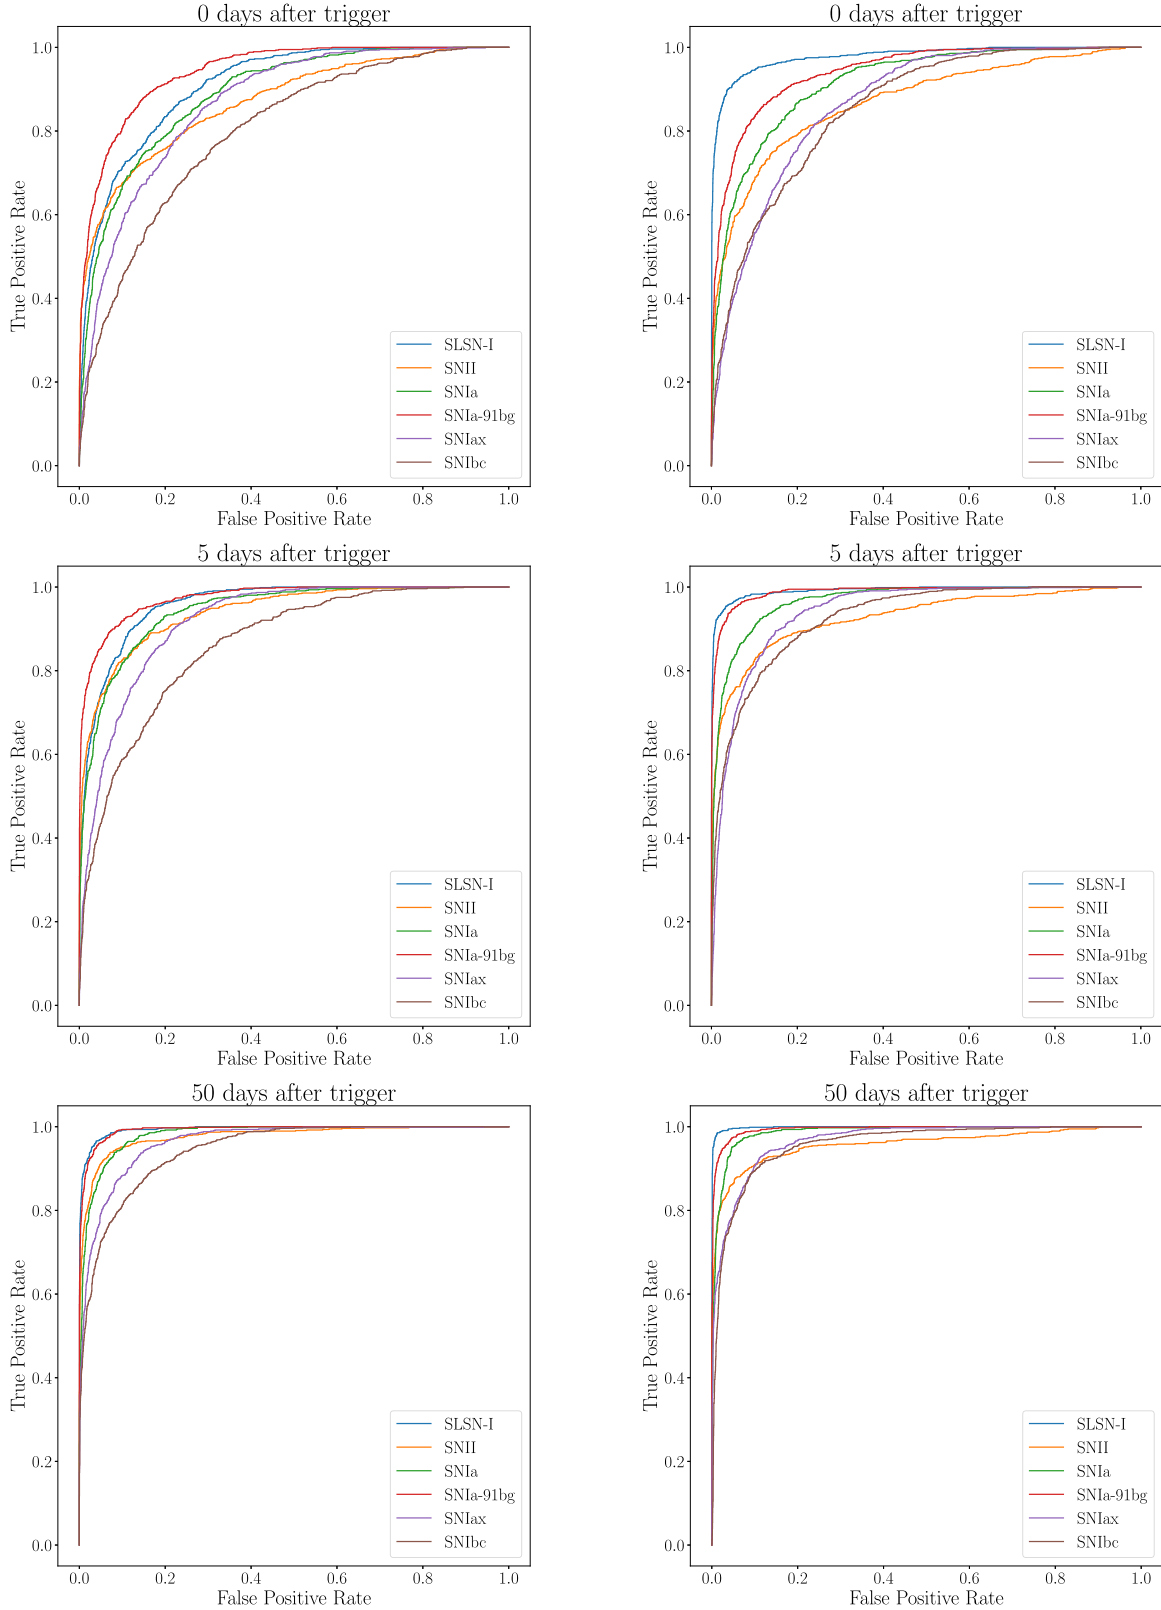 0 days after trigger
True Positive Rate
1.0
0.8
0.6
0.4
0.2
0.0
SLSN-I
SNII
SNIa
SNIa-91bg
SNIax
SNIbc
0.0 0.2 0.4 0.6 0.8 1.0
False Positive Rate
0 days after trigger
True Positive Rate
1.0
0.8
0.6
0.4
0.2
0.0
SLSN-I
SNII
SNIa
SNIa-91bg
SNIax
SNIbc
0.0 0.2 0.4 0.6 0.8 1.0
False Positive Rate
5 days after trigger
True Positive Rate
1.0
0.8
0.6
0.4
0.2
0.0
SLSN-I
SNII
SNIa
SNIa-91bg
SNIax
SNIbc
0.0 0.2 0.4 0.6 0.8 1.0
False Positive Rate
5 days after trigger
True Positive Rate
1.0
0.8
0.6
0.4
0.2
0.0
SLSN-I
SNII
SNIa
SNIa-91bg
SNIax
SNIbc
0.0 0.2 0.4 0.6 0.8 1.0
False Positive Rate
50 days after trigger
True Positive Rate
1.0
0.8
0.6
0.4
0.2
0.0
SLSN-I
SNII
SNIa
SNIa-91bg
SNIax
SNIbc
0.0 0.2 0.4 0.6 0.8 1.0
False Positive Rate
50 days after trigger
True Positive Rate
1.0
0.8
0.6
0.4
0.2
0.0
SLSN-I
SNII
SNIa
SNIa-91bg
SNIax
SNIbc
0.0 0.2 0.4 0.6 0.8 1.0
False Positive Rate